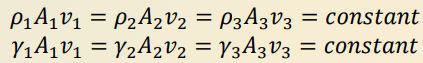 ρ₁A₁v₁ = ρ₂A₂v₂ = ρ₃A₃v₃ = constant
γ₁A₁v₁ = γ₂A₂v₂ = γ₃A₃v₃ = constant